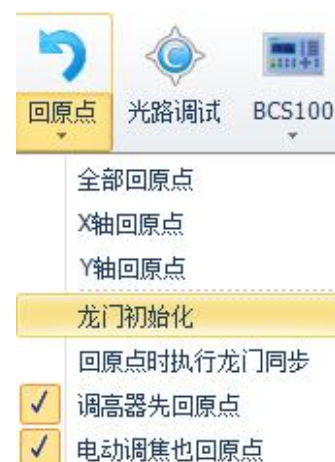 回原点 光路调试 BCS100
全部回原点
X轴回原点
Y轴回原点
龙门初始化
回原点时执行龙门同步
调高器先回原点
电动调焦也回原点